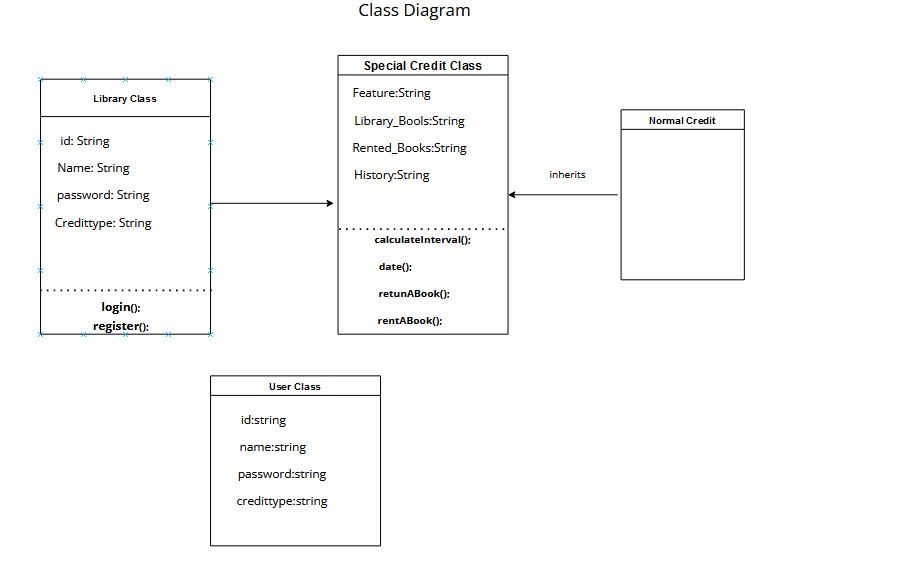 Class Diagram
Library Class
id: String
Name: String
password: String
Credittype: String
login();
register();
Special Credit Class
Feature:String
Library_Bools:String
Rented_Books:String
History:String
calculateInterval();
date();
retunABook();
rentABook();
inherits
Normal Credit
User Class
id:string
name:string
password:string
credittype:string